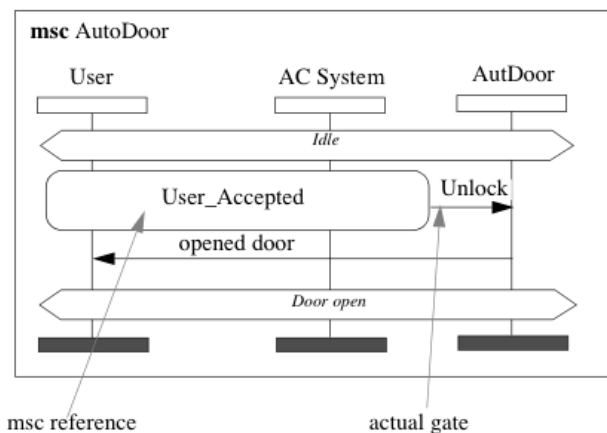 msc AutoDoor
User
AC System
AutDoor
Idle
User_Accepted
Unlock
opened door
Door open
msc reference
actual gate